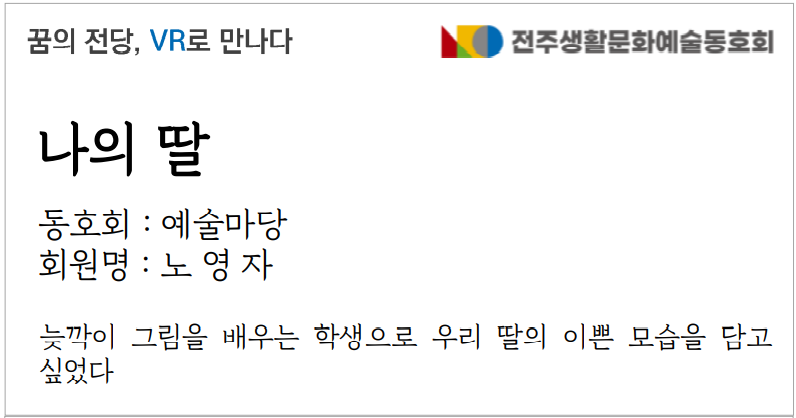 꿈의 전당, VR로 만나다
전주생활문화예술동호회
나의 딸
동호회 : 예술마당
회원명 : 노 영 자
늦깍이 그림을 배우는 학생으로 우리 딸의 이쁜 모습을 담고
싶었다